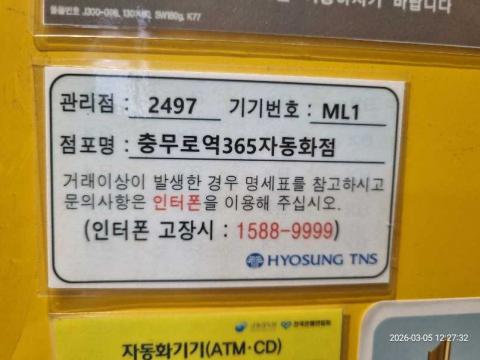 바랍니다
관리점 : 2497 기기번호 : ML1
점포명 : 충무로역365자동화점
거래이상이 발생한 경우 명세표를 참고하시고
문의사항은 인터폰을 이용해 주십시오.
(인터폰 고장시 : 1588-9999)
HYOSUNG TNS
자동화기기(ATM·CD)
2026-03-05 12:27:32